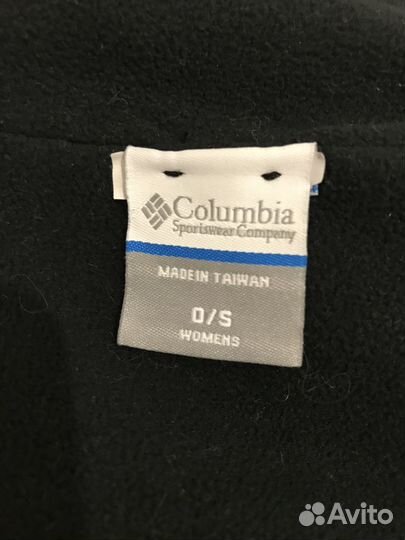 Columbia
Sportswear Company
MADE IN TAIWAN
O/S
WOMENS
Avito